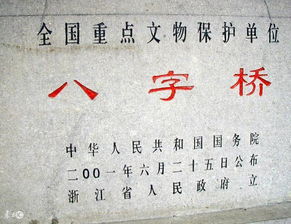 全国重点文物保护单位
八字桥
中华人民共和国国务院
二00一年六月二十五日公布
浙江省人民政府立